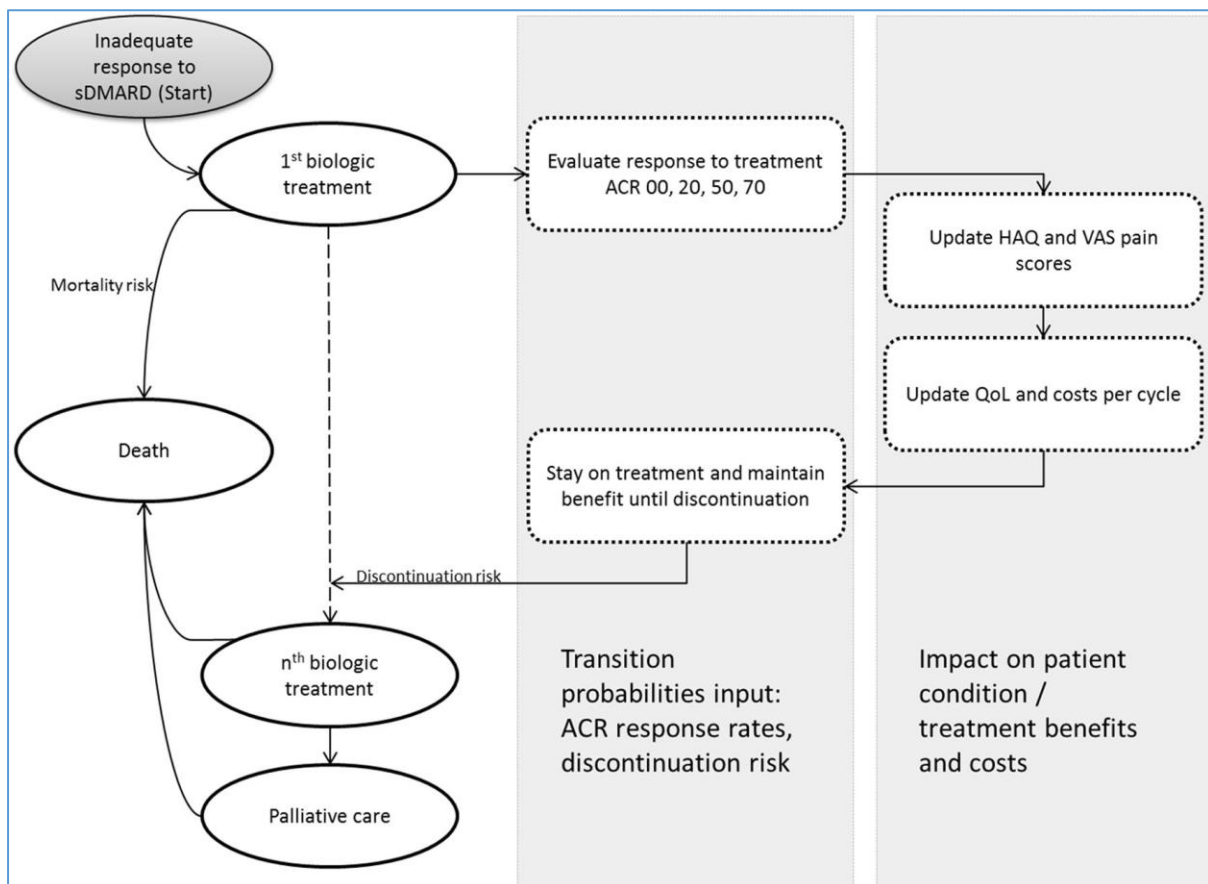 Inadequate
response to
sDMARD (Start)
1st biologic
treatment
Evaluate response to treatment
ACR 00, 20, 50, 70
Update HAQ and VAS pain
scores
Mortality risk
Update QoL and costs per cycle
Death
Stay on treatment and maintain
benefit until discontinuation
Discontinuation risk
nth biologic
treatment
Transition
probabilities input:
ACR response rates,
discontinuation risk
Impact on patient
condition /
treatment benefits
and costs
Palliative care